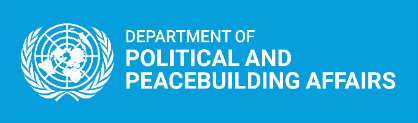 DEPARTMENT OF
POLITICAL AND
PEACEBUILDING AFFAIRS